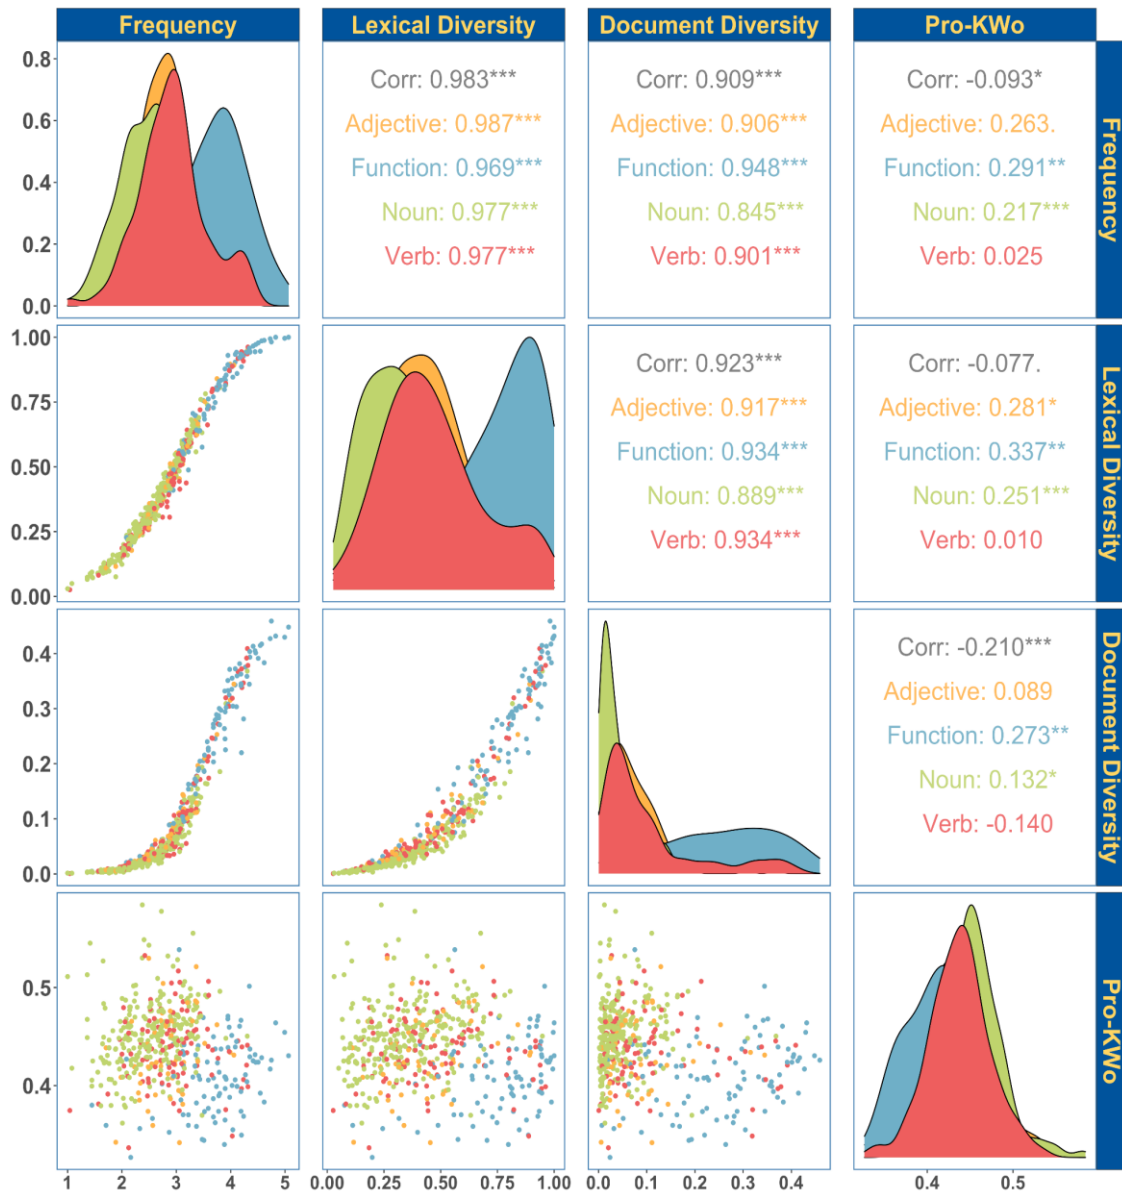 Frequency
Lexical Diversity
Document Diversity
Pro-KWo
0.8
0.6
0.4
0.2
0.0
Corr: 0.983***
Adjective: 0.987***
Function: 0.969***
Noun: 0.977***
Verb: 0.977***
Corr: 0.909***
Adjective: 0.906***
Function: 0.948***
Noun: 0.845***
Verb: 0.901***
Corr: -0.093*
Adjective: 0.263.
Function: 0.291**
Noun: 0.217***
Verb: 0.025
Frequency
1.00
0.75
0.50
0.25
0.00
Corr: 0.923***
Adjective: 0.917***
Function: 0.934***
Noun: 0.889***
Verb: 0.934***
Corr: -0.077.
Adjective: 0.281*
Function: 0.337**
Noun: 0.251***
Verb: 0.010
Lexical Diversity
0.4
0.3
0.2
0.1
0.0
Corr: -0.210***
Adjective: 0.089
Function: 0.273**
Noun: 0.132*
Verb: -0.140
Document Diversity
0.5
0.4
Pro-KWo
1 2 3 4 5
0.00 0.25 0.50 0.75 1.00
0.0 0.1 0.2 0.3 0.4
0.4 0.5